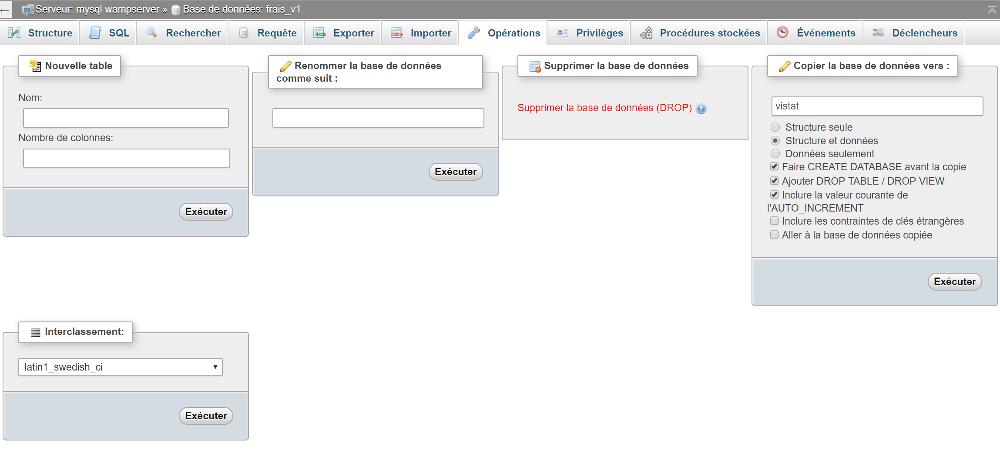 Serveur: mysql wampserver » Base de données: frais_v1
Structure SQL Rechercher Requête Exporter Importer Opérations Privilèges Procédures stockées Événements Déclencheurs
Nouvelle table
Nom:
Nombre de colonnes:
Exécuter
Renommer la base de données
comme suit :
Exécuter
Supprimer la base de données
Supprimer la base de données (DROP)
Copier la base de données vers :
vistat
Structure seule
Structure et données
Données seulement
Faire CREATE DATABASE avant la copie
Ajouter DROP TABLE / DROP VIEW
Inclure la valeur courante de
l'AUTO_INCREMENT
Inclure les contraintes de clés étrangères
Aller à la base de données copiée
Exécuter
Interclassement:
latin1_swedish_ci
Exécuter